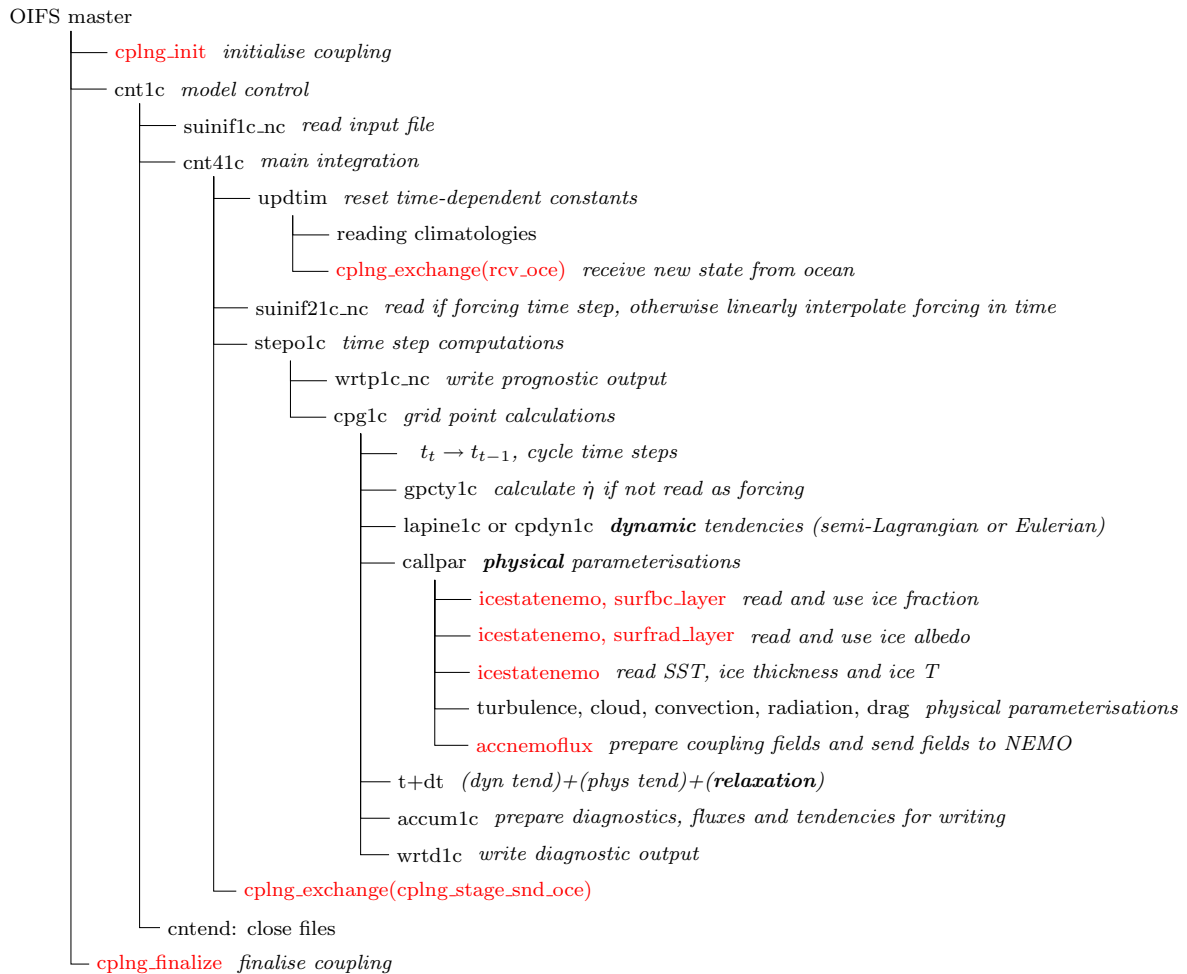 OIFS master
cplng_init initialise coupling
cnt1c model control
suinif1c_nc read input file
cnt41c main integration
updtim reset time-dependent constants
reading climatologies
cplng_exchange(rcv_oce) receive new state from ocean
suinif21c_nc read if forcing time step, otherwise linearly interpolate forcing in time
stepo1c time step computations
wrtp1c_nc write prognostic output
cpg1c grid point calculations
t_t → t_{t−1}, cycle time steps
gpcty1c calculate η̇ if not read as forcing
lapine1c or cpdyn1c dynamic tendencies (semi-Lagrangian or Eulerian)
callpar physical parameterisations
icestatenemo, surfbc_layer read and use ice fraction
icestatenemo, surfrad_layer read and use ice albedo
icestatenemo read SST, ice thickness and ice T
turbulence, cloud, convection, radiation, drag physical parameterisations
accnemoflux prepare coupling fields and send fields to NEMO
t+dt (dyn tend)+(phys tend)+(relaxation)
accum1c prepare diagnostics, fluxes and tendencies for writing
wrtd1c write diagnostic output
cplng_exchange(cplng_stage_snd_oce)
cntend: close files
cplng_finalize finalise coupling